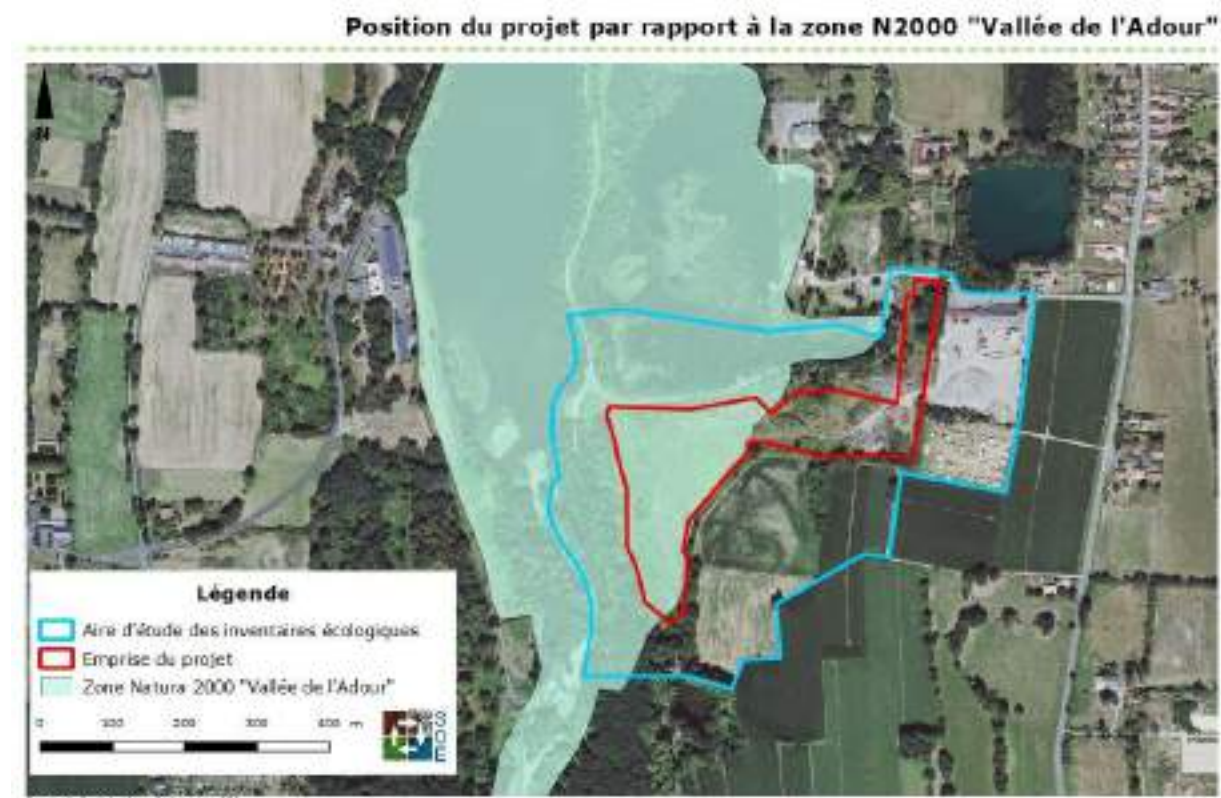 Position du projet par rapport à la zone N2000 "Vallée de l'Adour"
N
Légende
Aire d'étude des inventaires écologiques
Emprise du projet
Zone Natura 2000 "Vallée de l'Adour"
0 100 200 300 400 m
SOE